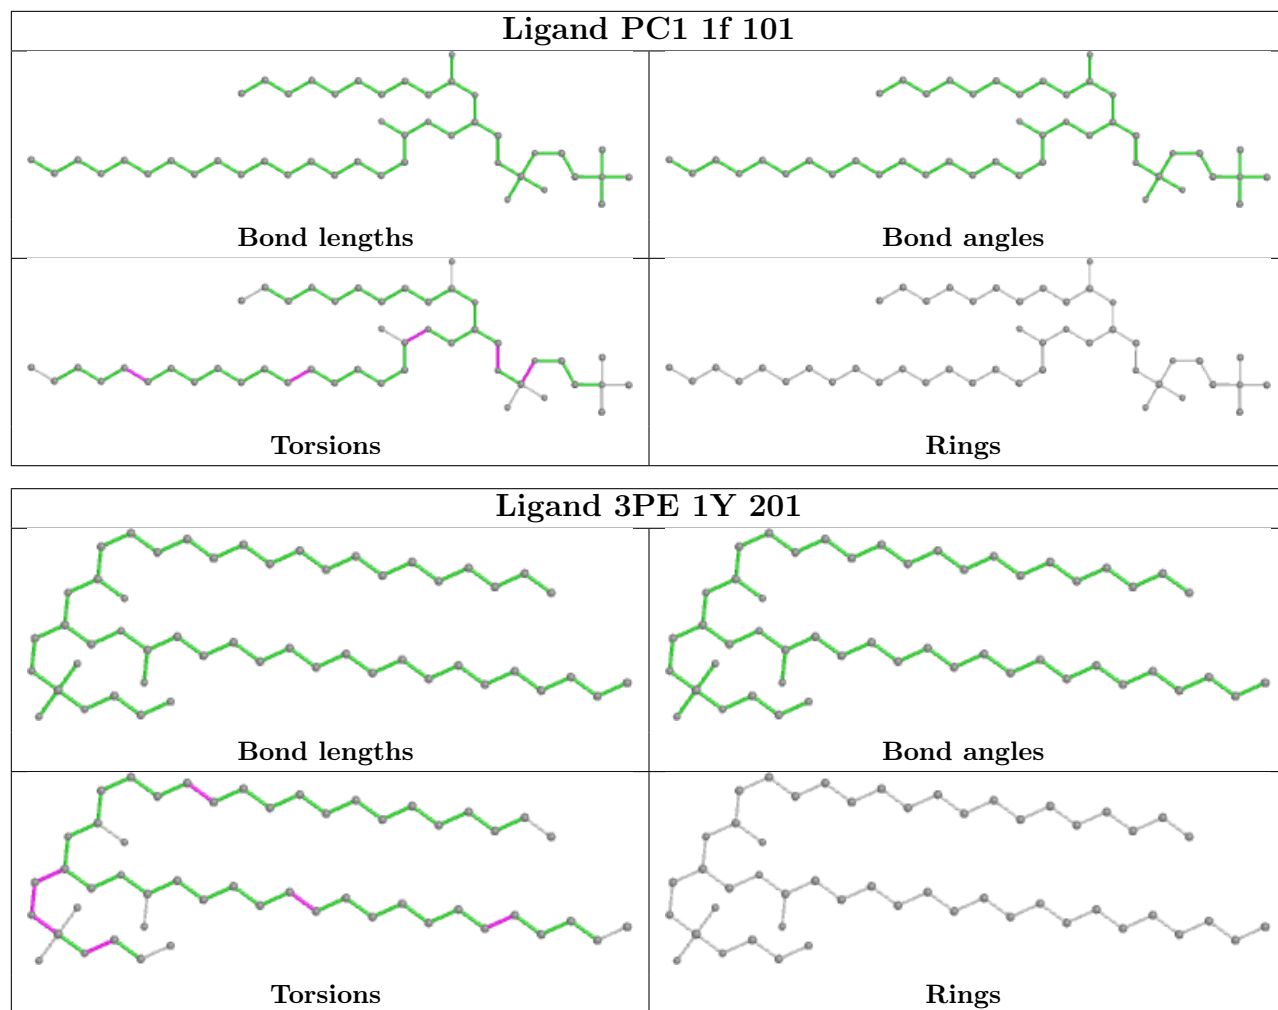 Ligand PC1 1f 101
Bond lengths
Bond angles
Torsions
Rings
Ligand 3PE 1Y 201
Bond lengths
Bond angles
Torsions
Rings